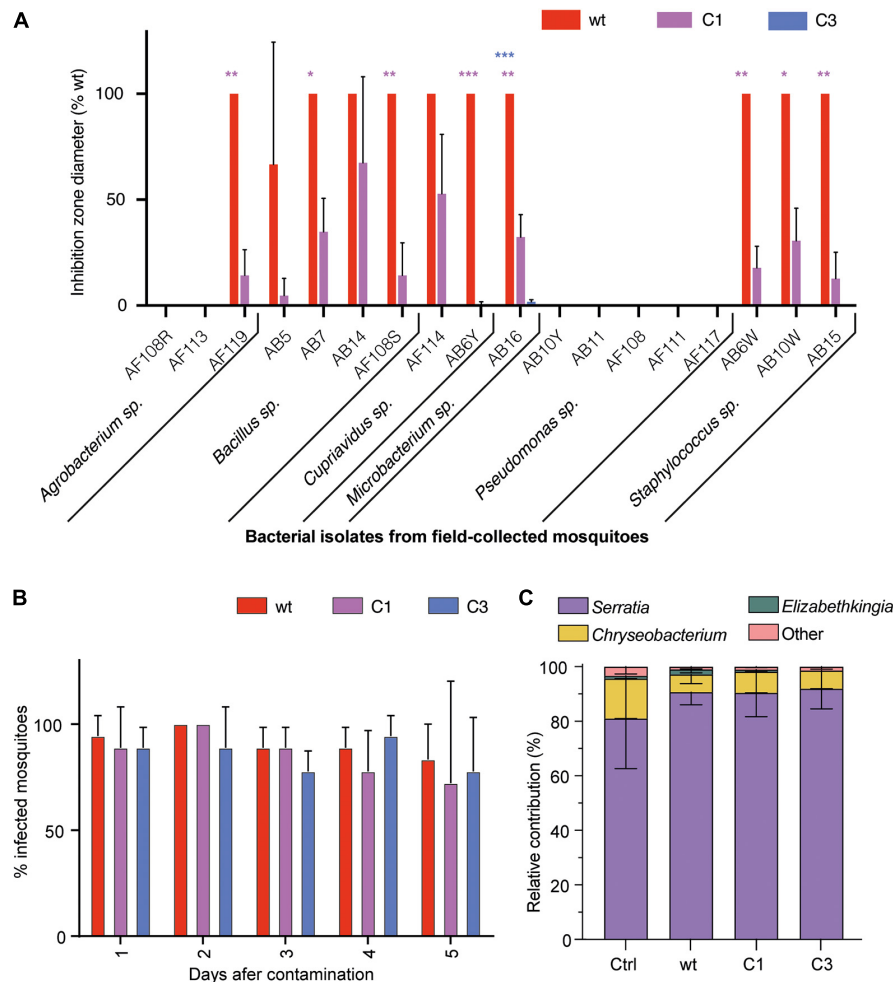 A
wt C1 C3
Inhibition zone diameter (% wt)
100
50
0
** * ** *** *** ** ** * **
AF108R AF113 AF119 AB5 AB7 AB14 AF108S AF114 AB6Y AB16 AB10Y AB11 AF108 AF111 AF117 AB6W AB10W AB15
Agrobacterium sp. Bacillus sp. Cupriavidus sp. Microbacterium sp. Pseudomonas sp. Staphylococcus sp.
Bacterial isolates from field-collected mosquitoes
B
wt C1 C3
% infected mosquitoes
100
50
0
1 2 3 4 5
Days afer contamination
C
Serratia Elizabethkingia
Chryseobacterium Other
Relative contribution (%)
100
80
60
40
20
0
Ctrl wt C1 C3